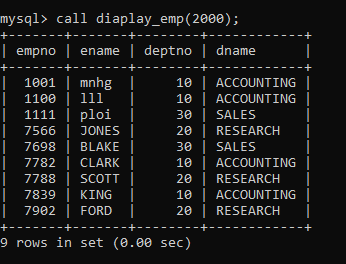 mysql> call diaplay_emp(2000);
+-------+-------+--------+------------+
| empno | ename | deptno | dname      |
+-------+-------+--------+------------+
|  1001 | mnhg  |     10 | ACCOUNTING |
|  1100 | lll   |     10 | ACCOUNTING |
|  1111 | ploi  |     30 | SALES      |
|  7566 | JONES |     20 | RESEARCH   |
|  7698 | BLAKE |     30 | SALES      |
|  7782 | CLARK |     10 | ACCOUNTING |
|  7788 | SCOTT |     20 | RESEARCH   |
|  7839 | KING  |     10 | ACCOUNTING |
|  7902 | FORD  |     20 | RESEARCH   |
+-------+-------+--------+------------+
9 rows in set (0.00 sec)